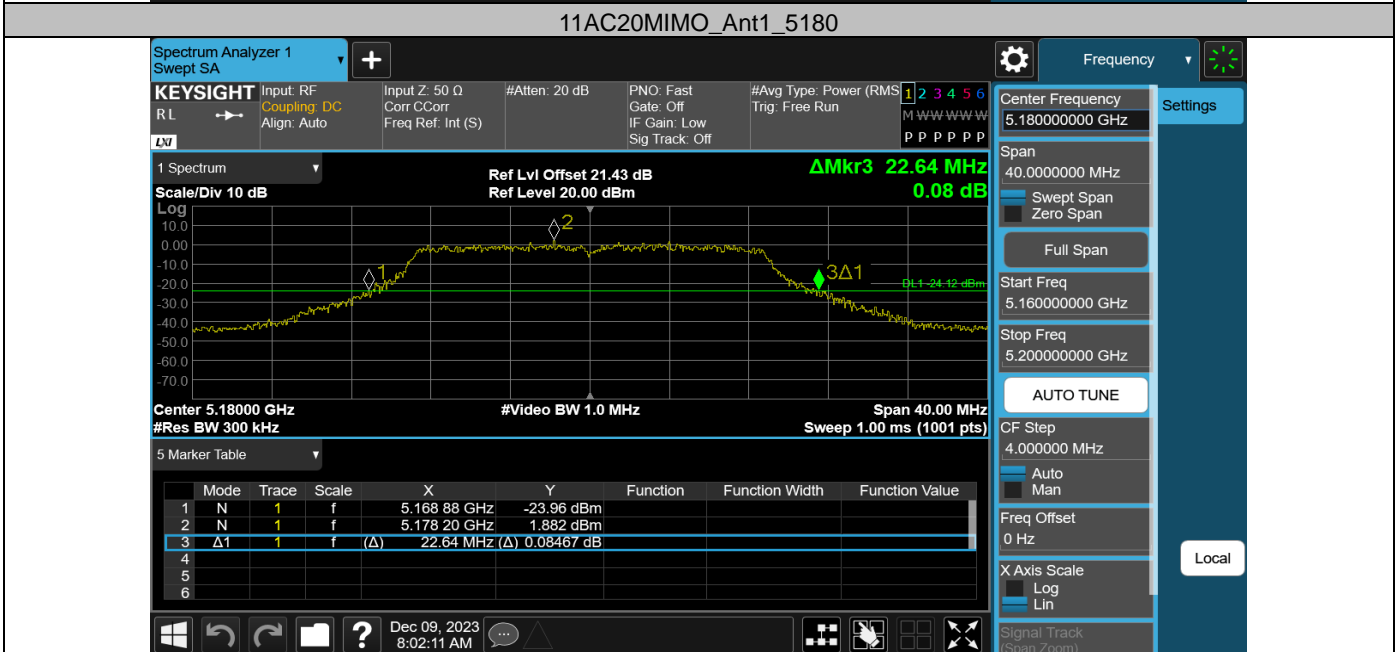 11AC20MIMO_Ant1_5180
Spectrum Analyzer 1
Swept SA
Frequency
KEYSIGHT
RL
LXI
Input: RF
Coupling: DC
Align: Auto
Input Z: 50 Ω
Corr CCorr
Freq Ref: Int (S)
#Atten: 20 dB
PNO: Fast
Gate: Off
IF Gain: Low
Sig Track: Off
#Avg Type: Power (RMS
Trig: Free Run
1 2 3 4 5 6
M W W W W W
P P P P P P
Center Frequency
5.180000000 GHz
Settings
Span
40.0000000 MHz
Swept Span
Zero Span
Full Span
Start Freq
5.160000000 GHz
Stop Freq
5.200000000 GHz
AUTO TUNE
CF Step
4.000000 MHz
Auto
Man
Freq Offset
0 Hz
X Axis Scale
Log
Lin
Signal Track
(Span Zoom)
Local
1 Spectrum
Scale/Div 10 dB
Ref Lvl Offset 21.43 dB
Ref Level 20.00 dBm
ΔMkr3 22.64 MHz
0.08 dB
Log
10.0
0.00
-10.0
-20.0
-30.0
-40.0
-50.0
-60.0
-70.0
1
2
3Δ1
DL1 -24.12 dBm
Center 5.18000 GHz
#Video BW 1.0 MHz
Span 40.00 MHz
#Res BW 300 kHz
Sweep 1.00 ms (1001 pts)
5 Marker Table
Mode Trace Scale X Y Function Function Width Function Value
1 N 1 f 5.168 88 GHz -23.96 dBm
2 N 1 f 5.178 20 GHz 1.882 dBm
3 Δ1 1 f (Δ) 22.64 MHz (Δ) 0.08467 dB
4
5
6
?
Dec 09, 2023
8:02:11 AM